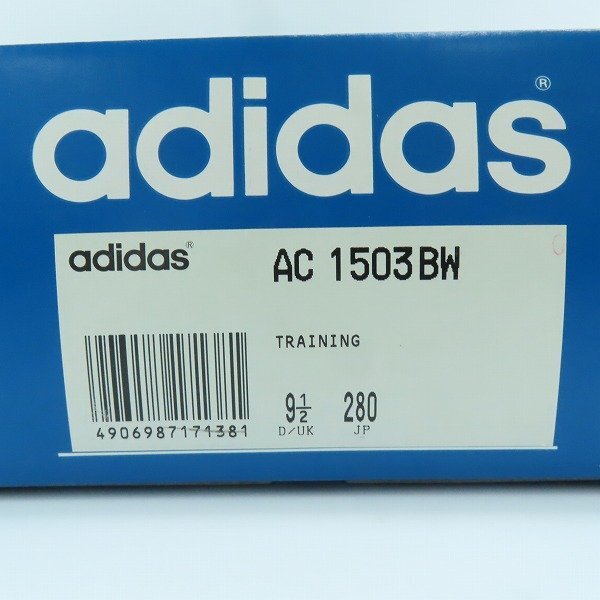 adidas®
adidas® AC 1503BW
TRAINING
9½ 280
D/UK JP
4906987171381